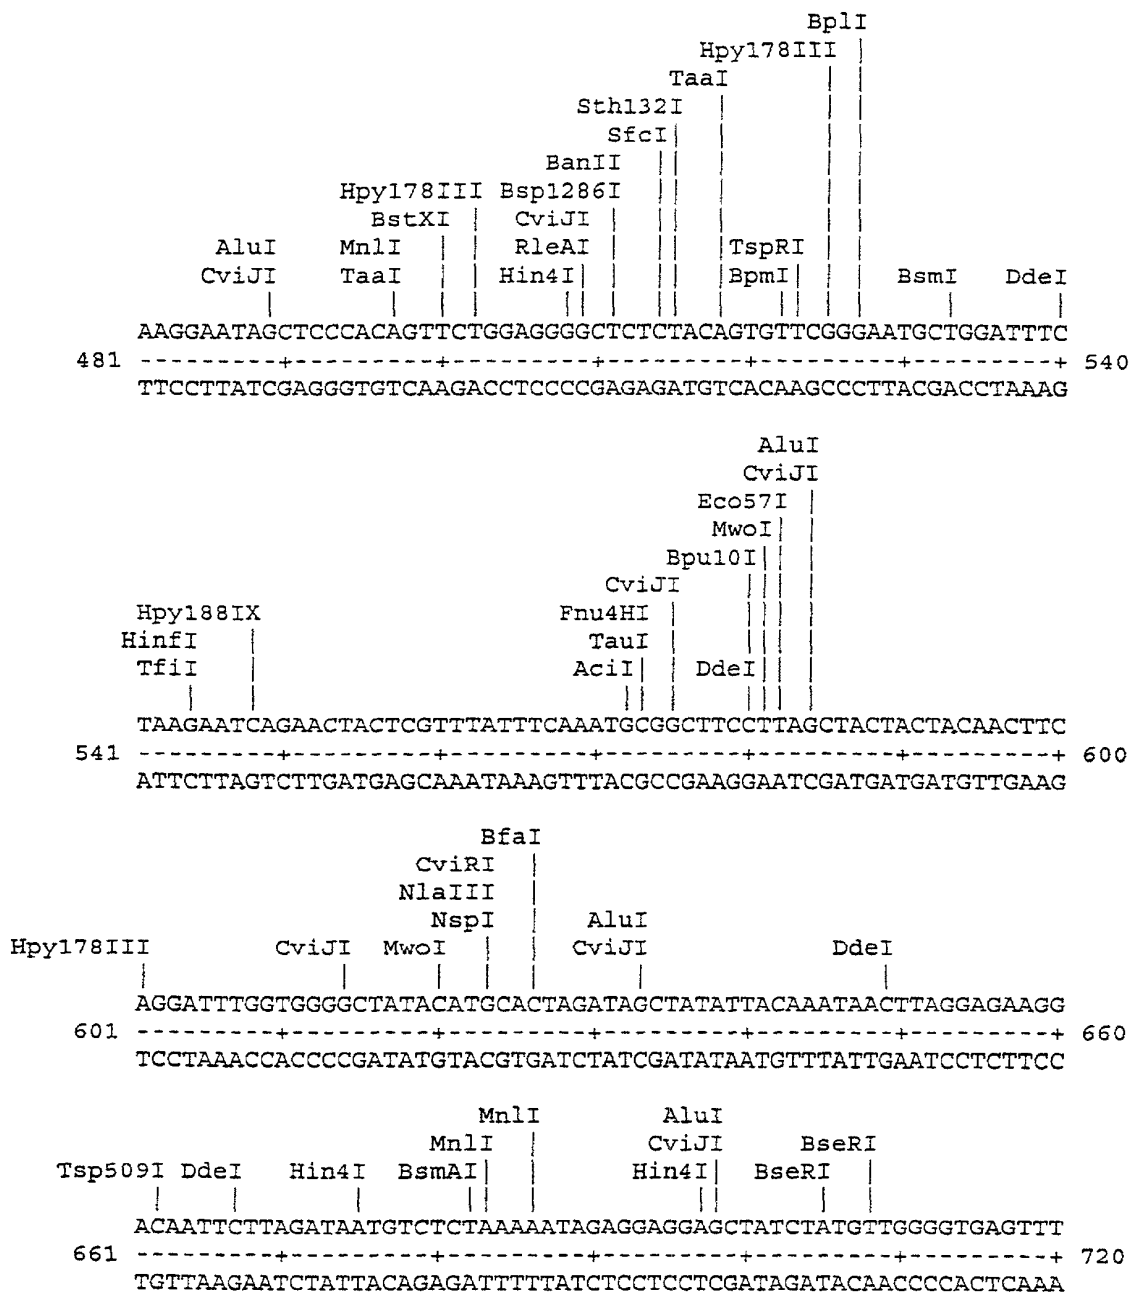 BplI
Hpy178III
TaaI
Sth132I
SfcI
BanII
Hpy178III Bsp1286I
BstXI CviJI
AluI MnlI RleAI TspRI
CviJI TaaI Hin4I BpmI BsmI DdeI
AAGGAATAGCTCCCACAGTTCTGGAGGGGCTCTCTACAGTGTTCGGGAATGCTGGATTTC
481 ---------+---------+---------+---------+---------+---------+ 540
TTCCTTATCGAGGGTGTCAAGACCTCCCCGAGAGATGTCACAAGCCCTTACGACCTAAAG
AluI
CviJI
Eco57I
MwoI
Bpu10I
CviJI
Hpy188IX Fnu4HI
HinfI TauI
TfiI AciI DdeI
TAAGAATCAGAACTACTCGTTTATTTCAAATGCGGCTTCCTTAGCTACTACTACAACTTC
541 ---------+---------+---------+---------+---------+---------+ 600
ATTCTTAGTCTTGATGAGCAAATAAAGTTTACGCCGAAGGAATCGATGATGATGTTGAAG
BfaI
CviRI
NlaIII
NspI AluI
Hpy178III CviJI MwoI CviJI DdeI
AGGATTTGGTGGGGCTATACATGCACTAGATAGCTATATTACAAATAACTTAGGAGAAGG
601 ---------+---------+---------+---------+---------+---------+ 660
TCCTAAACCACCCCGATATGTACGTGATCTATCGATATAATGTTTATTGAATCCTCTTCC
MnlI AluI
MnlI CviJI BseRI
Tsp509I DdeI Hin4I BsmAI Hin4I BseRI
ACAATTCTTAGATAATGTCTCTAAAAATAGAGGAGGAGCTATCTATGTTGGGGTGAGTTT
661 ---------+---------+---------+---------+---------+---------+ 720
TGTTAAGAATCTATTACAGAGATTTTTATCTCCTCCTCGATAGATACAACCCCACTCAAA